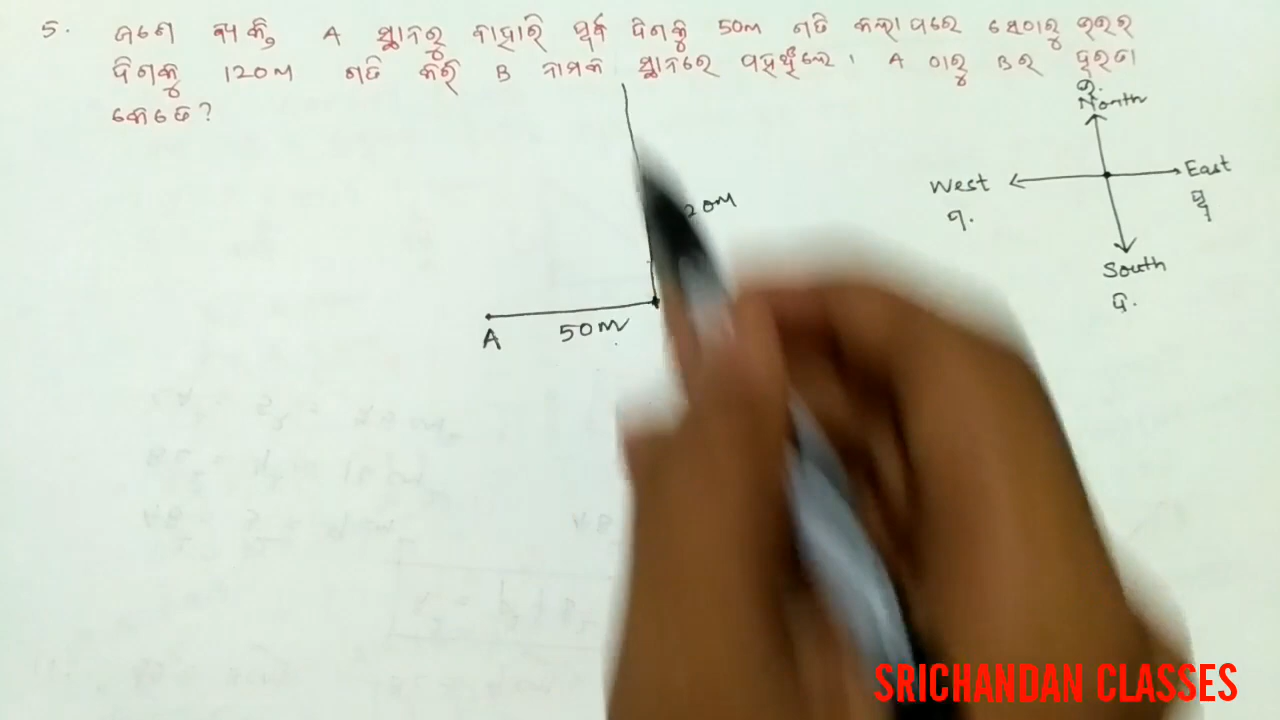 5. ଜଣେ ବ୍ୟକ୍ତି A ସ୍ଥାନରୁ ବାହାରି ପୂର୍ବ ଦିଗକୁ 50M ଗତି କଲାପରେ ସେଠାରୁ ଉତ୍ତର
ଦିଗକୁ 120M ଗତି କରି B ନାମକ ସ୍ଥାନରେ ପହଞ୍ଚିଲେ । A ଠାରୁ B ର ଦୂରତା
କେତେ ?
ଉ.
North
West
ପ.
East
ପୂ
South
ଦ.
20M
A
50M
SRICHANDAN CLASSES